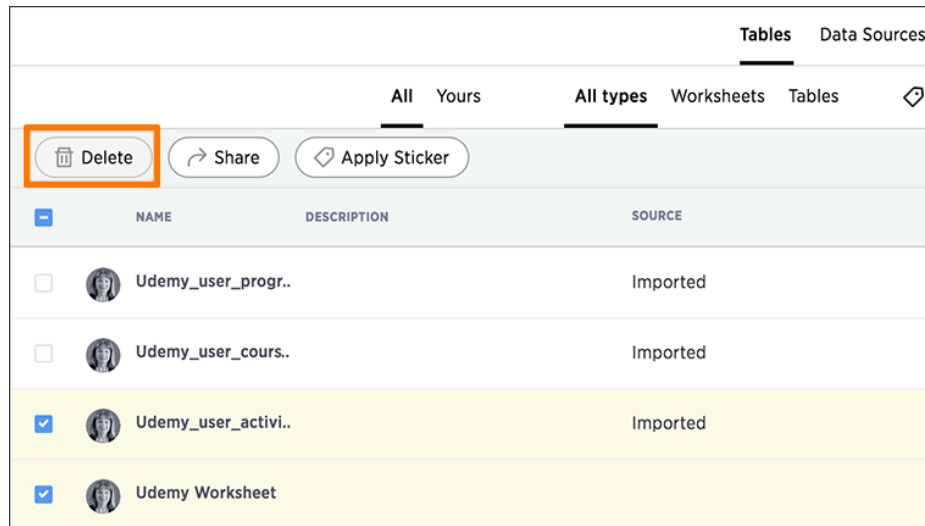 Tables Data Sources
All Yours All types Worksheets Tables
Delete Share Apply Sticker
NAME DESCRIPTION SOURCE
Udemy_user_progr.. Imported
Udemy_user_cours.. Imported
Udemy_user_activi.. Imported
Udemy Worksheet